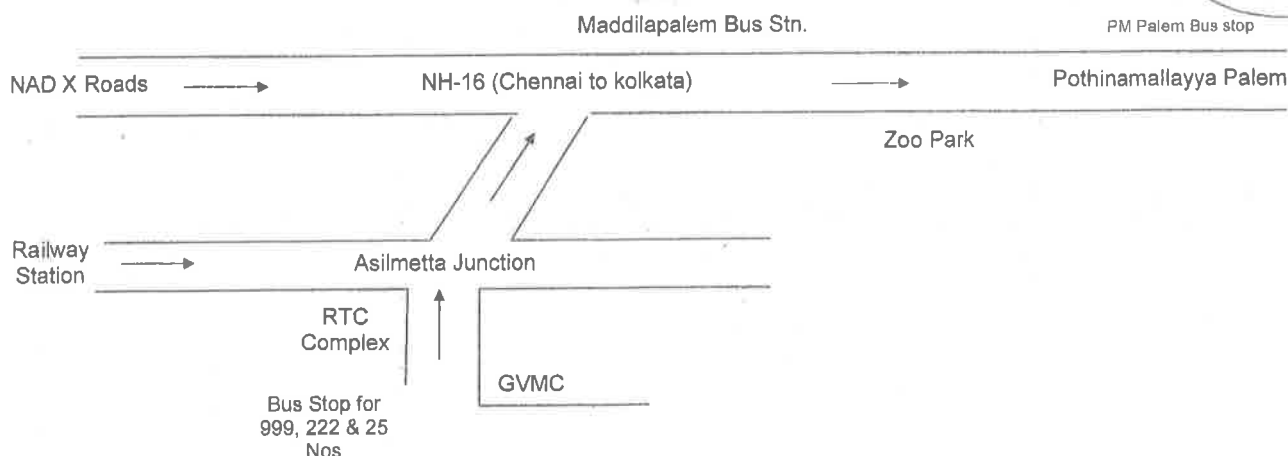 Maddilapalem Bus Stn.
PM Palem Bus stop
NAD X Roads
NH-16 (Chennai to kolkata)
Pothinamallayya Palem
Zoo Park
Railway
Station
Asilmetta Junction
RTC
Complex
GVMC
Bus Stop for
999, 222 & 25
Nos